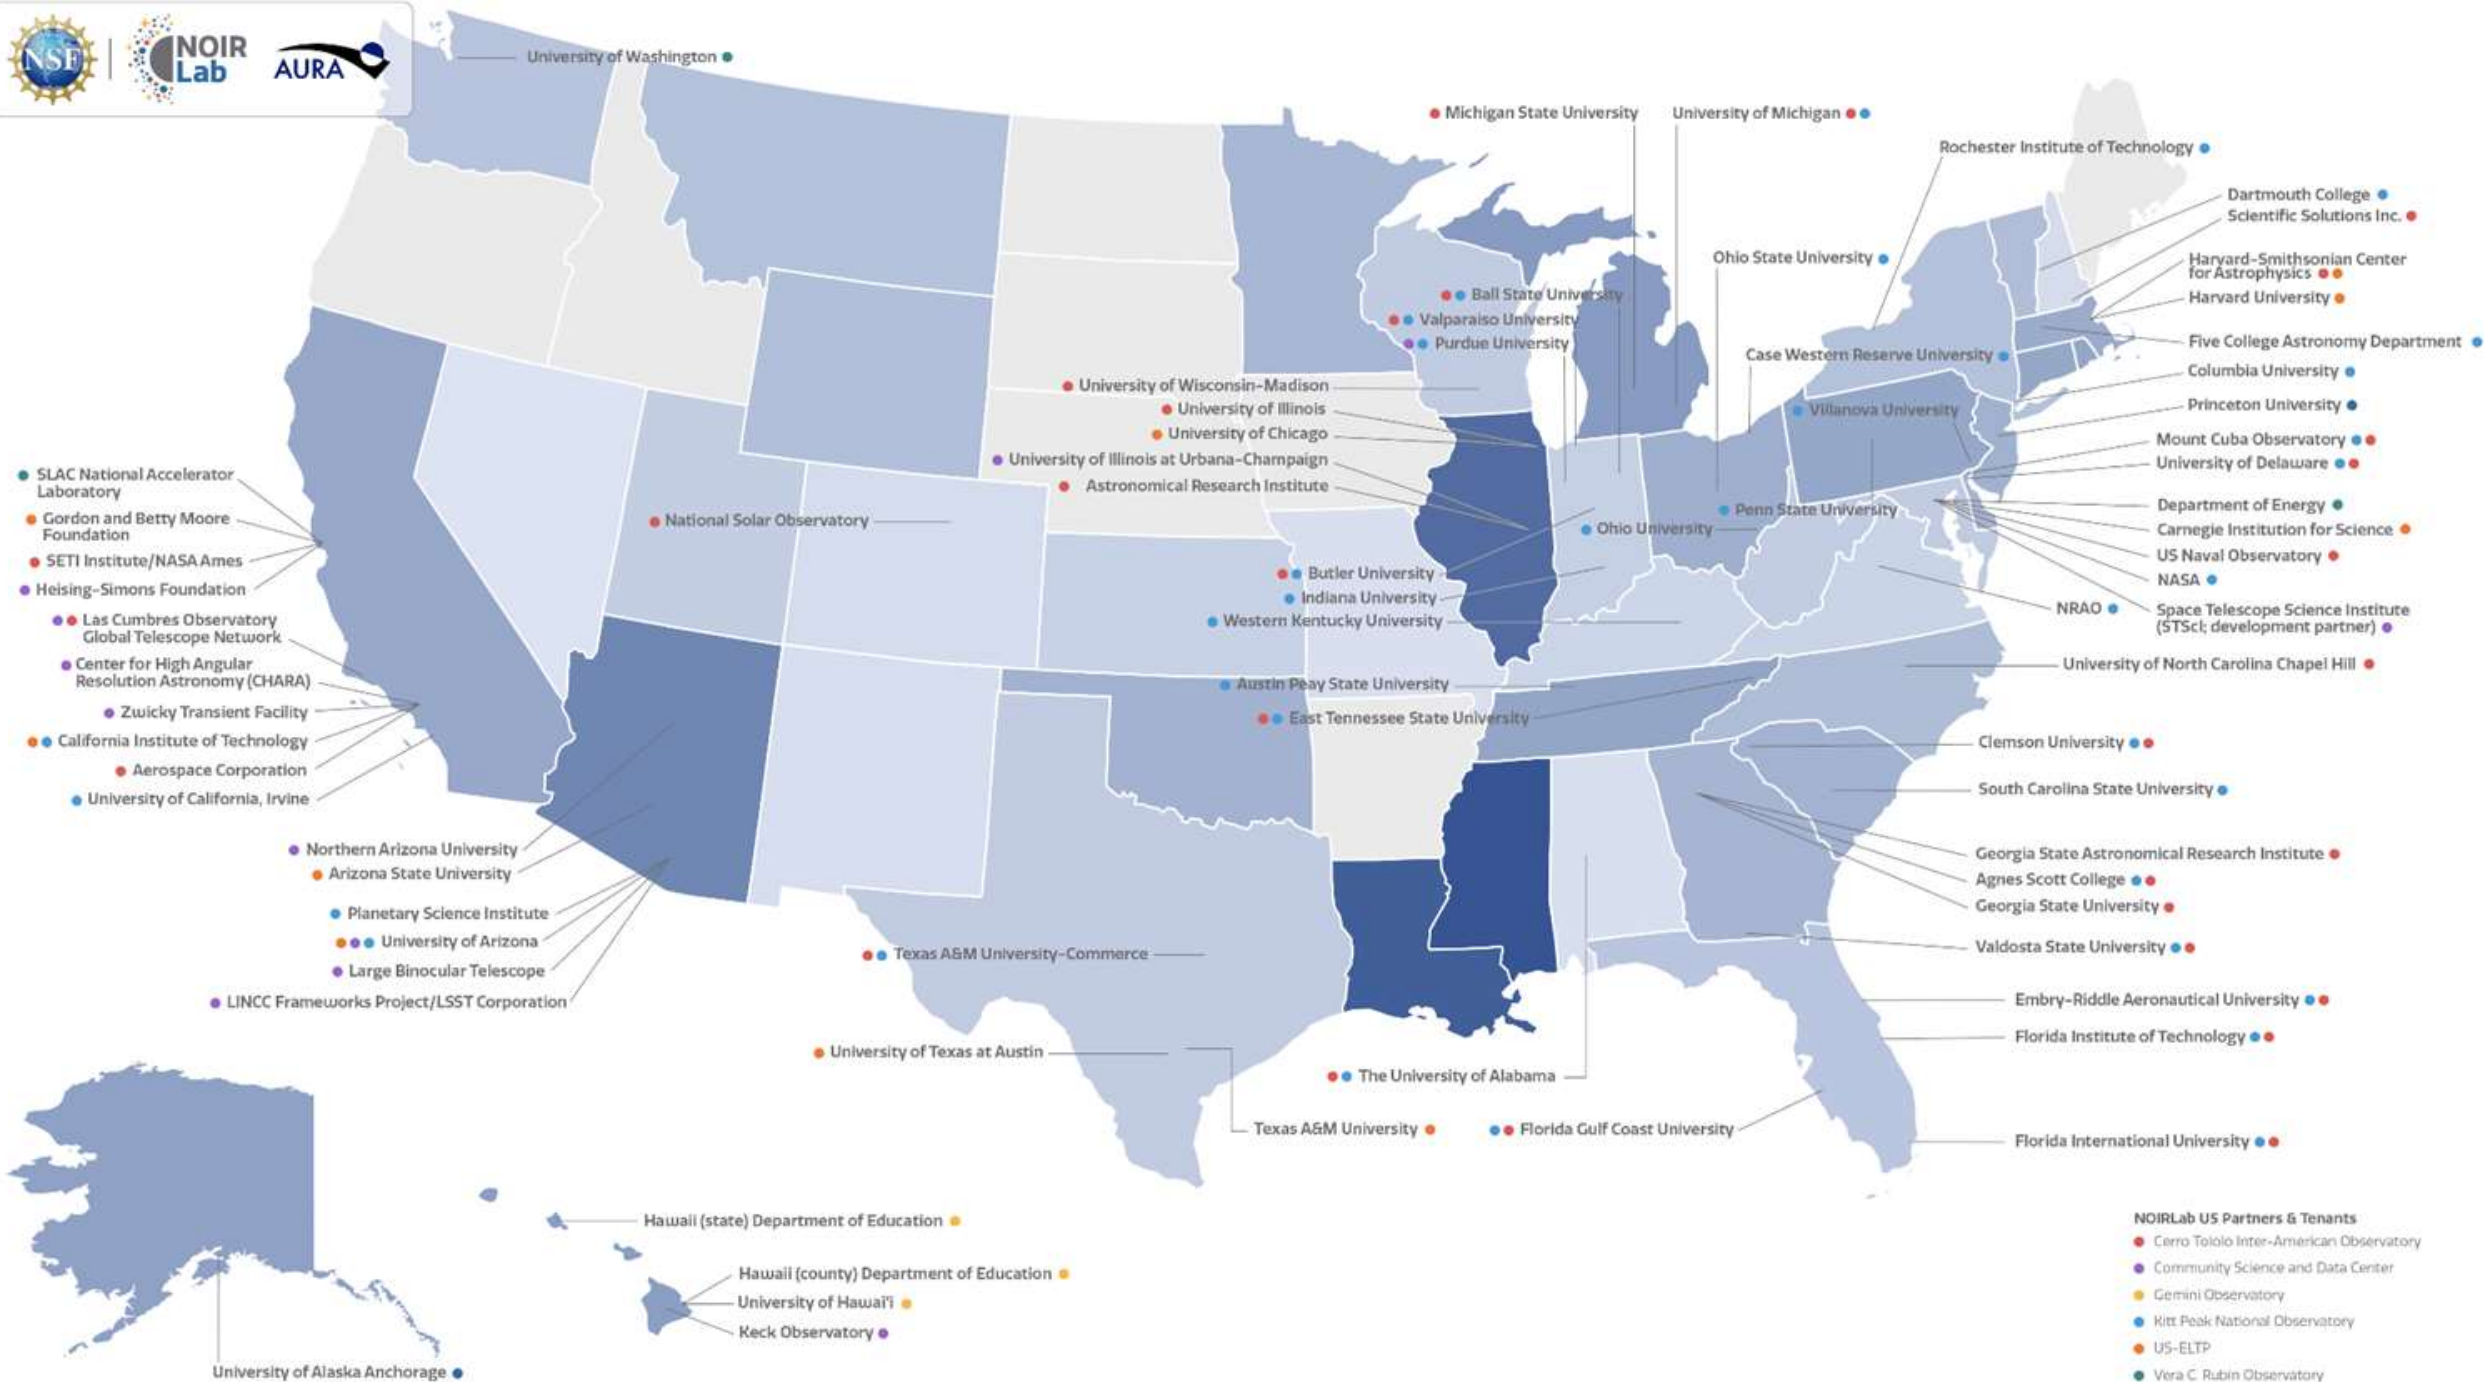 NSF
NOIR
Lab
AURA
University of Washington
Michigan State University
University of Michigan
Rochester Institute of Technology
Dartmouth College
Scientific Solutions Inc.
Ohio State University
Harvard-Smithsonian Center
for Astrophysics
Harvard University
Ball State University
Valparaiso University
Purdue University
Five College Astronomy Department
Case Western Reserve University
Columbia University
University of Wisconsin-Madison
University of Illinois
University of Chicago
University of Illinois at Urbana-Champaign
Astronomical Research Institute
Villanova University
Princeton University
Mount Cuba Observatory
University of Delaware
SLAC National Accelerator
Laboratory
Gordon and Betty Moore
Foundation
SETI Institute/NASA Ames
Heising-Simons Foundation
Las Cumbres Observatory
Global Telescope Network
Center for High Angular
Resolution Astronomy (CHARA)
Zwicky Transient Facility
California Institute of Technology
Aerospace Corporation
University of California, Irvine
National Solar Observatory
Penn State University
Ohio University
Department of Energy
Carnegie Institution for Science
US Naval Observatory
NASA
NRAO
Space Telescope Science Institute
(STScI; development partner)
Butler University
Indiana University
Western Kentucky University
University of North Carolina Chapel Hill
Austin Peay State University
East Tennessee State University
Clemson University
South Carolina State University
Georgia State Astronomical Research Institute
Agnes Scott College
Georgia State University
Valdosta State University
Northern Arizona University
Arizona State University
Planetary Science Institute
University of Arizona
Large Binocular Telescope
LINCC Frameworks Project/LSST Corporation
Texas A&M University-Commerce
Embry-Riddle Aeronautical University
Florida Institute of Technology
University of Texas at Austin
The University of Alabama
Texas A&M University
Florida Gulf Coast University
Florida International University
Hawaii (state) Department of Education
Hawaii (county) Department of Education
University of Hawai'i
Keck Observatory
University of Alaska Anchorage
NOIRLab US Partners & Tenants
Cerro Tololo Inter-American Observatory
Community Science and Data Center
Gemini Observatory
Kitt Peak National Observatory
US-ELTP
Vera C. Rubin Observatory